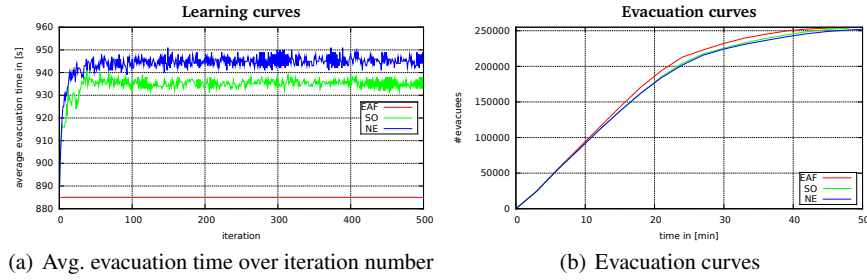 Learning curves
960
950
940
930
920
910
900
890
880
0
100
200
300
400
500
average evacuation time in [s]
iteration
EAF
SO
NE
(a) Avg. evacuation time over iteration number
Evacuation curves
250000
200000
150000
100000
50000
0
0
10
20
30
40
50
#evacuees
time in [min]
EAF
SO
NE
(b) Evacuation curves